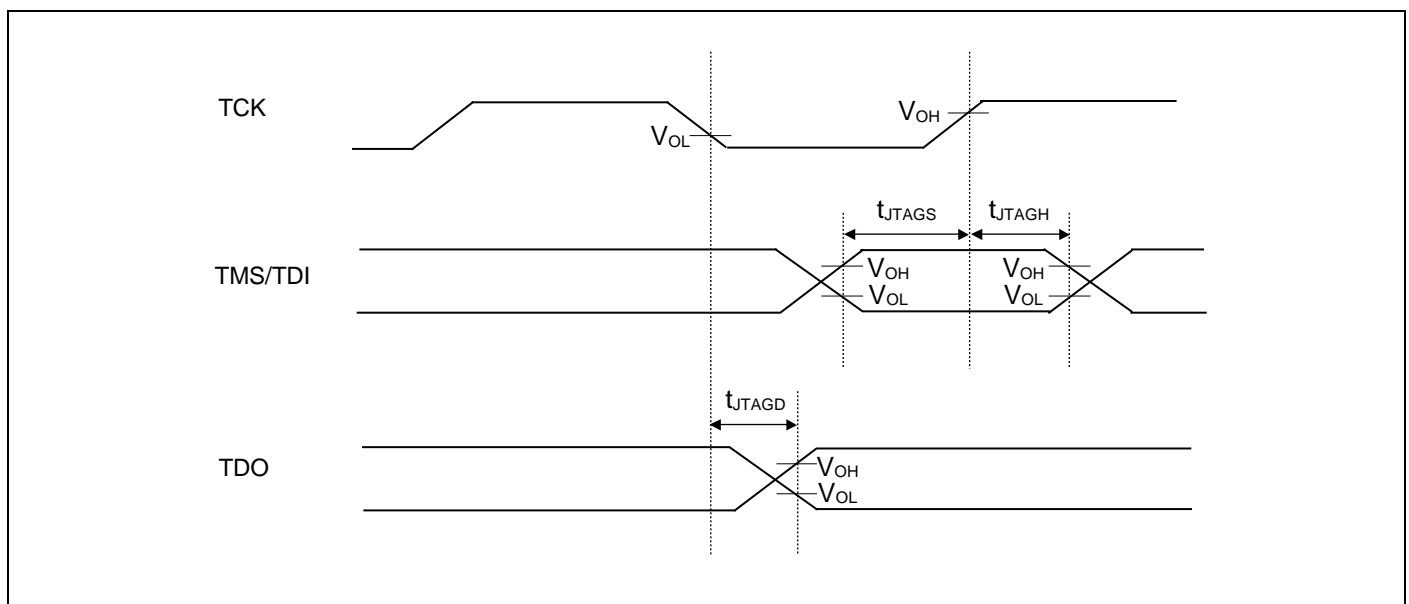 TCK
VOL
VOH
tJTAGS
tJTAGH
TMS/TDI
VOH
VOL
VOH
VOL
tJTAGD
TDO
VOH
VOL